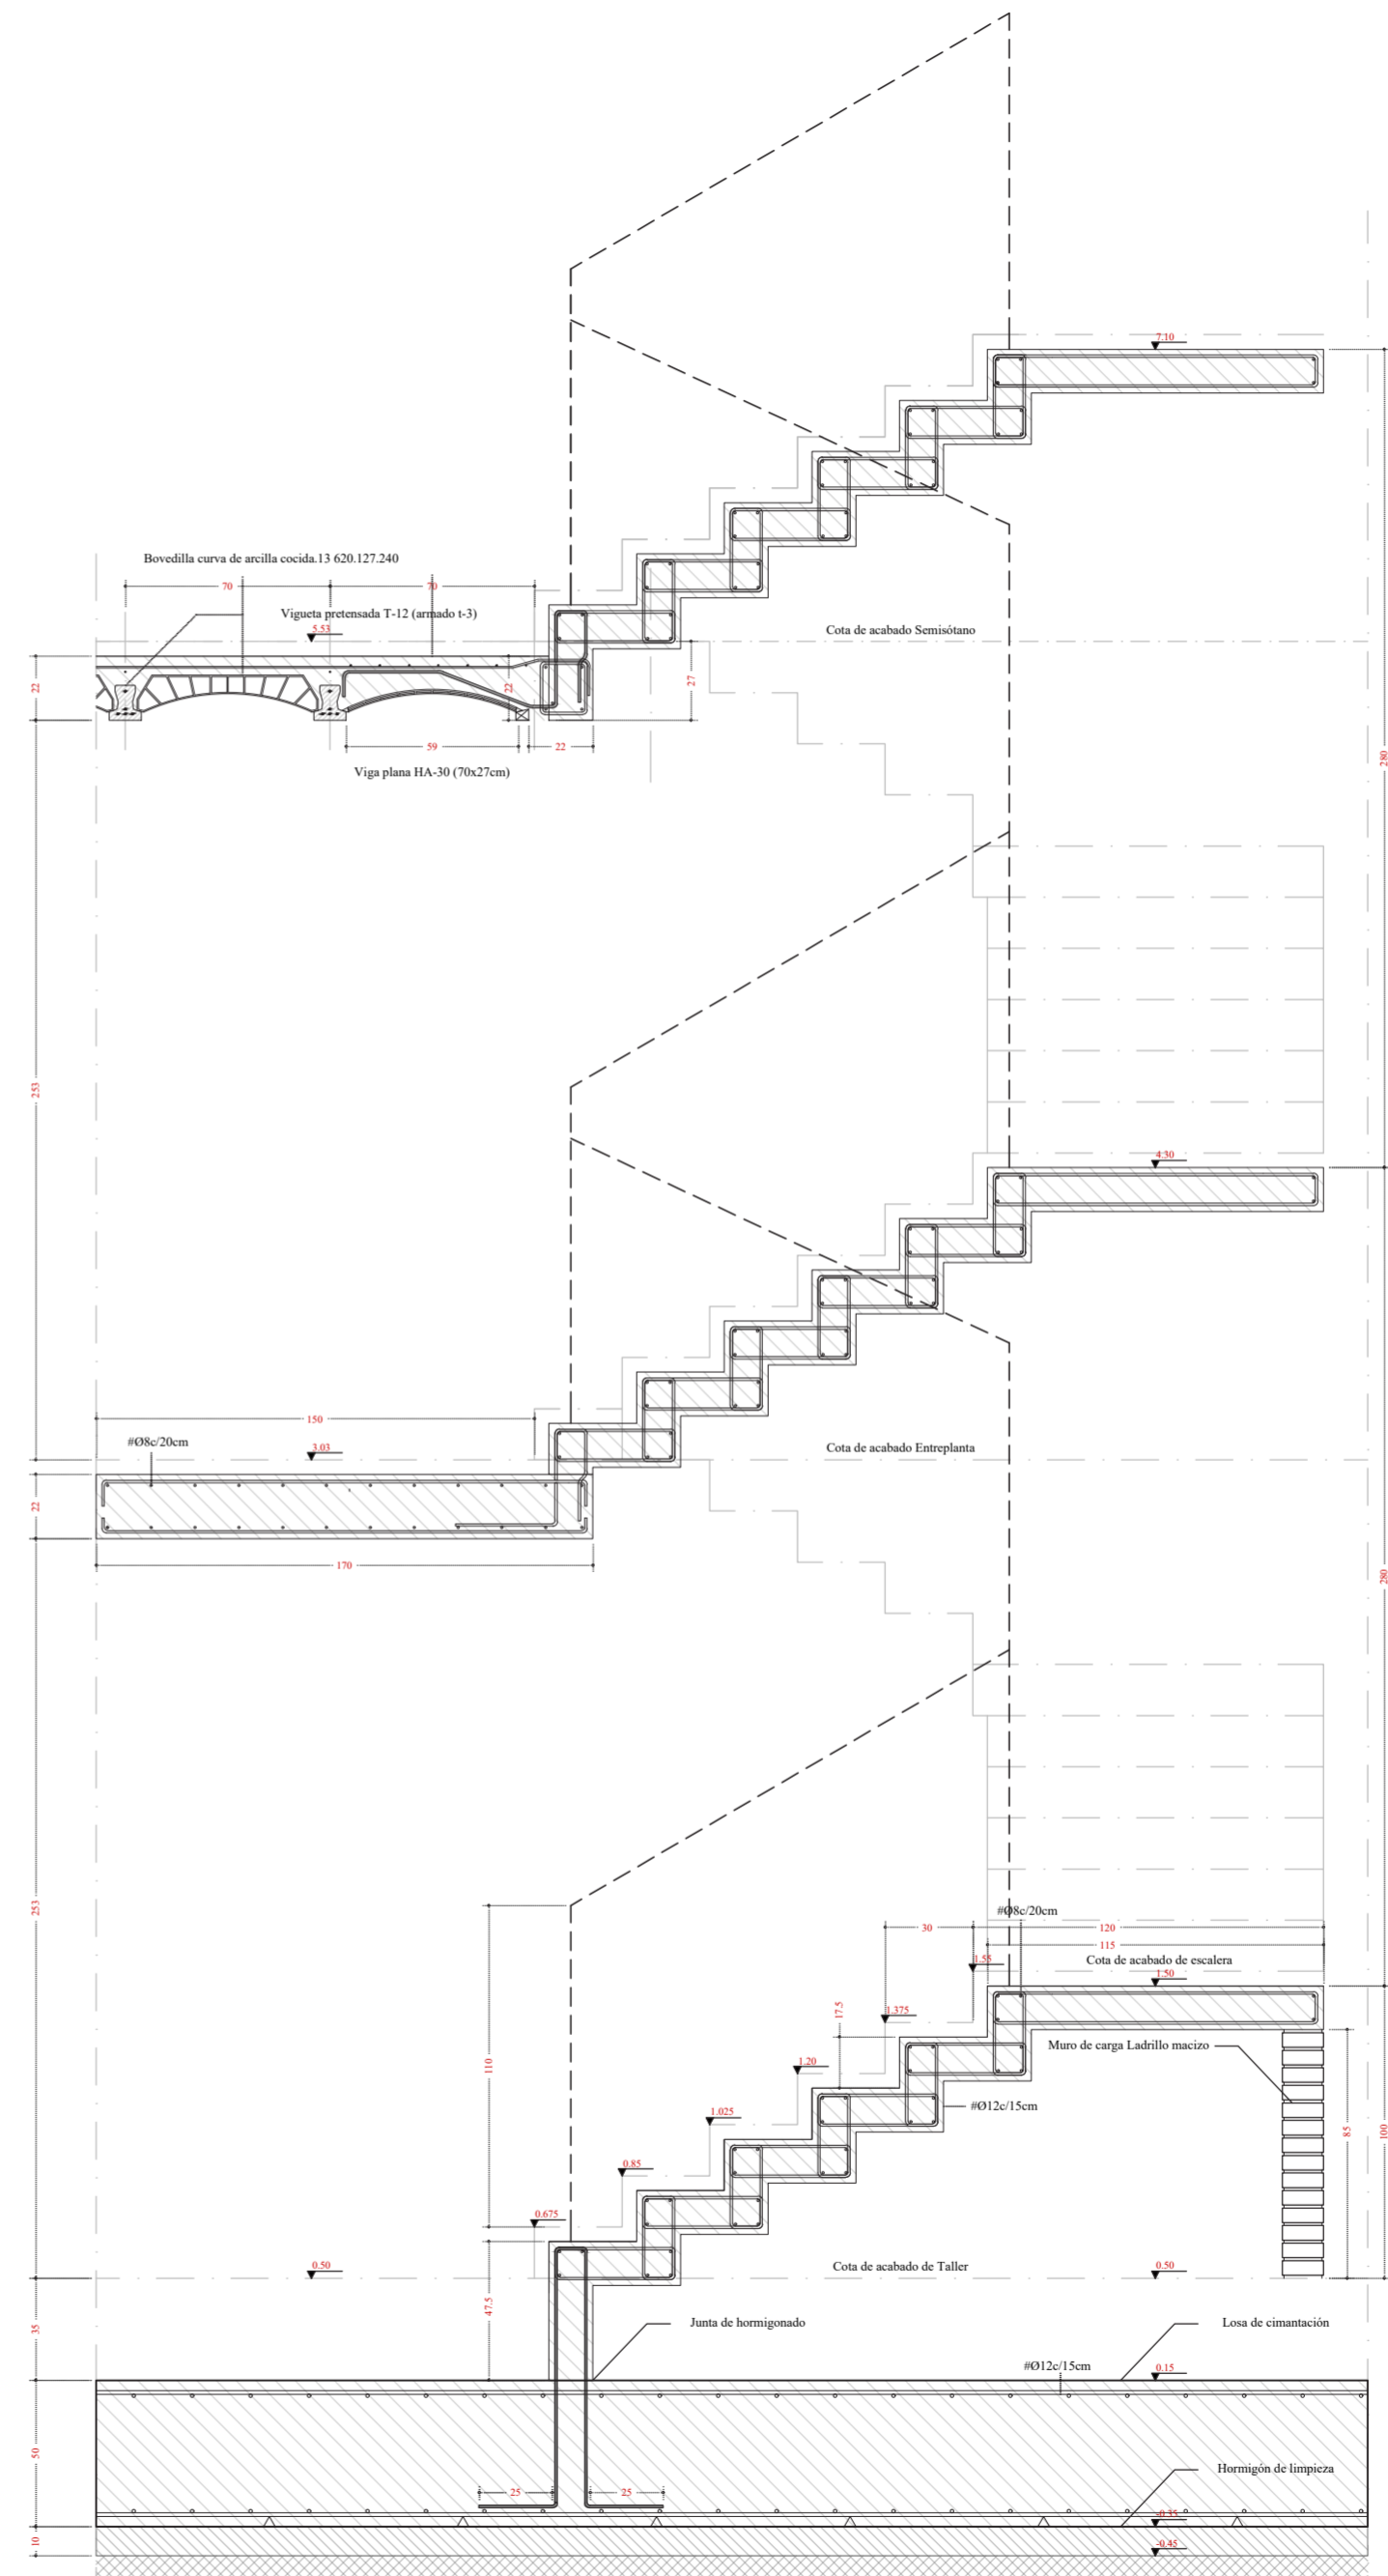 7.10
Bovedilla curva de arcilla cocida.13 620.127.240
70
70
Vigueta pretensada T-12 (armado t-3)
5.53
Cota de acabado Semisótano
22
22
27
59
22
Viga plana HA-30 (70x27cm)
280
253
4.30
150
#Ø8c/20cm
3.03
Cota de acabado Entreplanta
22
170
280
253
#Ø8c/20cm
30
120
115
1.55
Cota de acabado de escalera
1.50
17.5
1.375
110
1.20
Muro de carga Ladrillo macizo
#Ø12c/15cm
1.025
85
100
0.85
0.675
0.50
Cota de acabado de Taller
0.50
47.5
35
Junta de hormigonado
Losa de cimantación
#Ø12c/15cm
0.15
50
Hormigón de limpieza
25
25
-0.35
10
-0.45